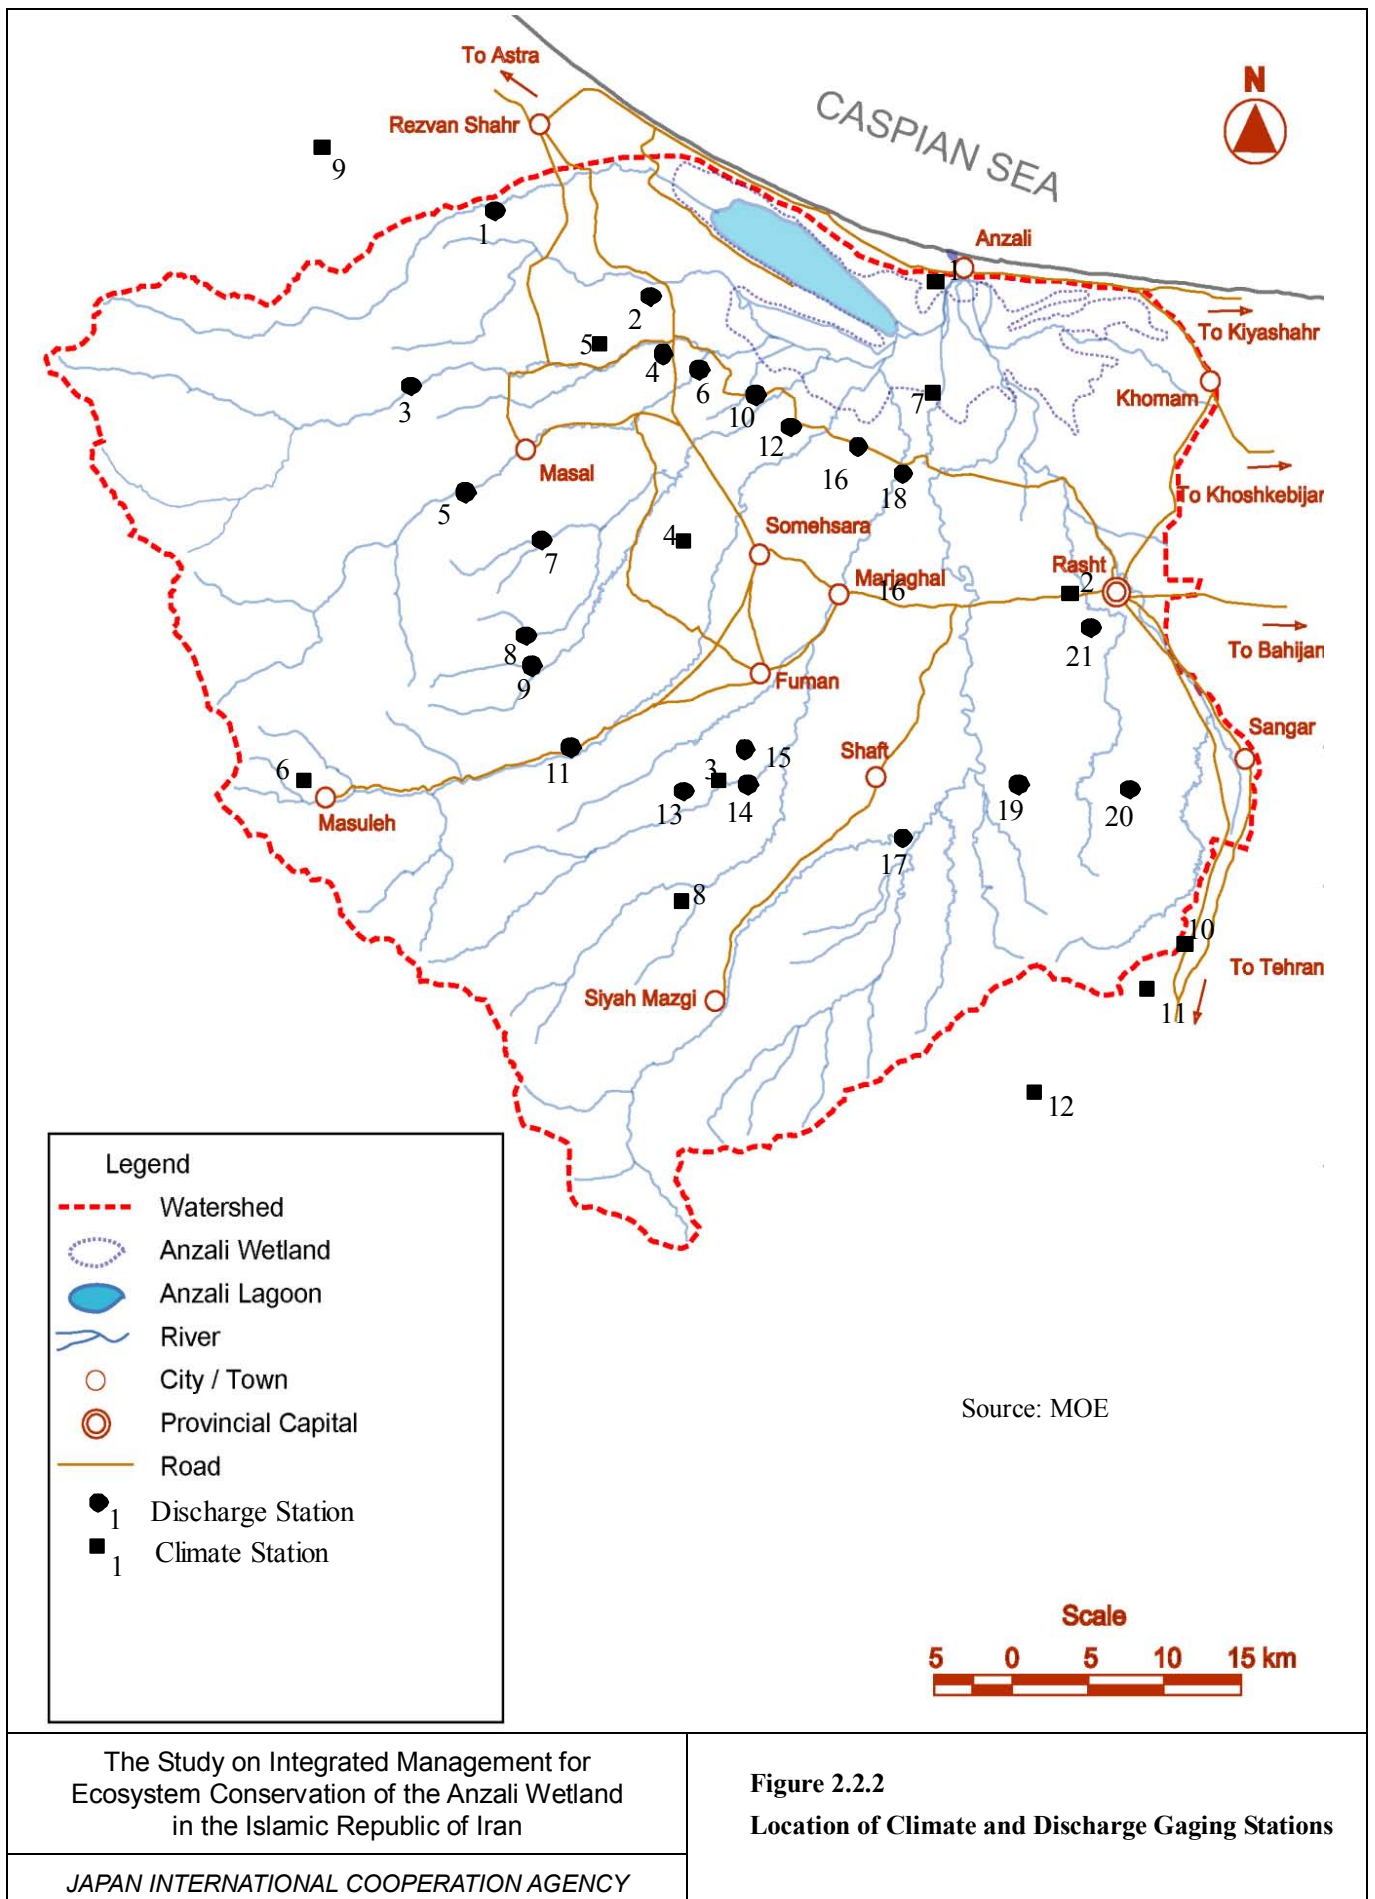 To Astra
N
CASPIAN SEA
Rezvan Shahr
9
1
Anzali
1
2
To Kiyashahr
5
4
6
3
10
7
Khomam
12
16
Masal
18
To Khoshkebijar
5
Somehsara
4
7
Rasht
Marjaghal
2
16
8
21
To Bahijan
9
Fuman
Sangar
Shaft
11
15
6
3
13
14
19
20
Masuleh
17
8
10
To Tehran
Siyah Mazgi
11
12
Legend
Watershed
Anzali Wetland
Anzali Lagoon
River
City / Town
Provincial Capital
Road
1 Discharge Station
1 Climate Station
Source: MOE
Scale
5 0 5 10 15 km
The Study on Integrated Management for
Ecosystem Conservation of the Anzali Wetland
in the Islamic Republic of Iran
JAPAN INTERNATIONAL COOPERATION AGENCY
Figure 2.2.2
Location of Climate and Discharge Gaging Stations